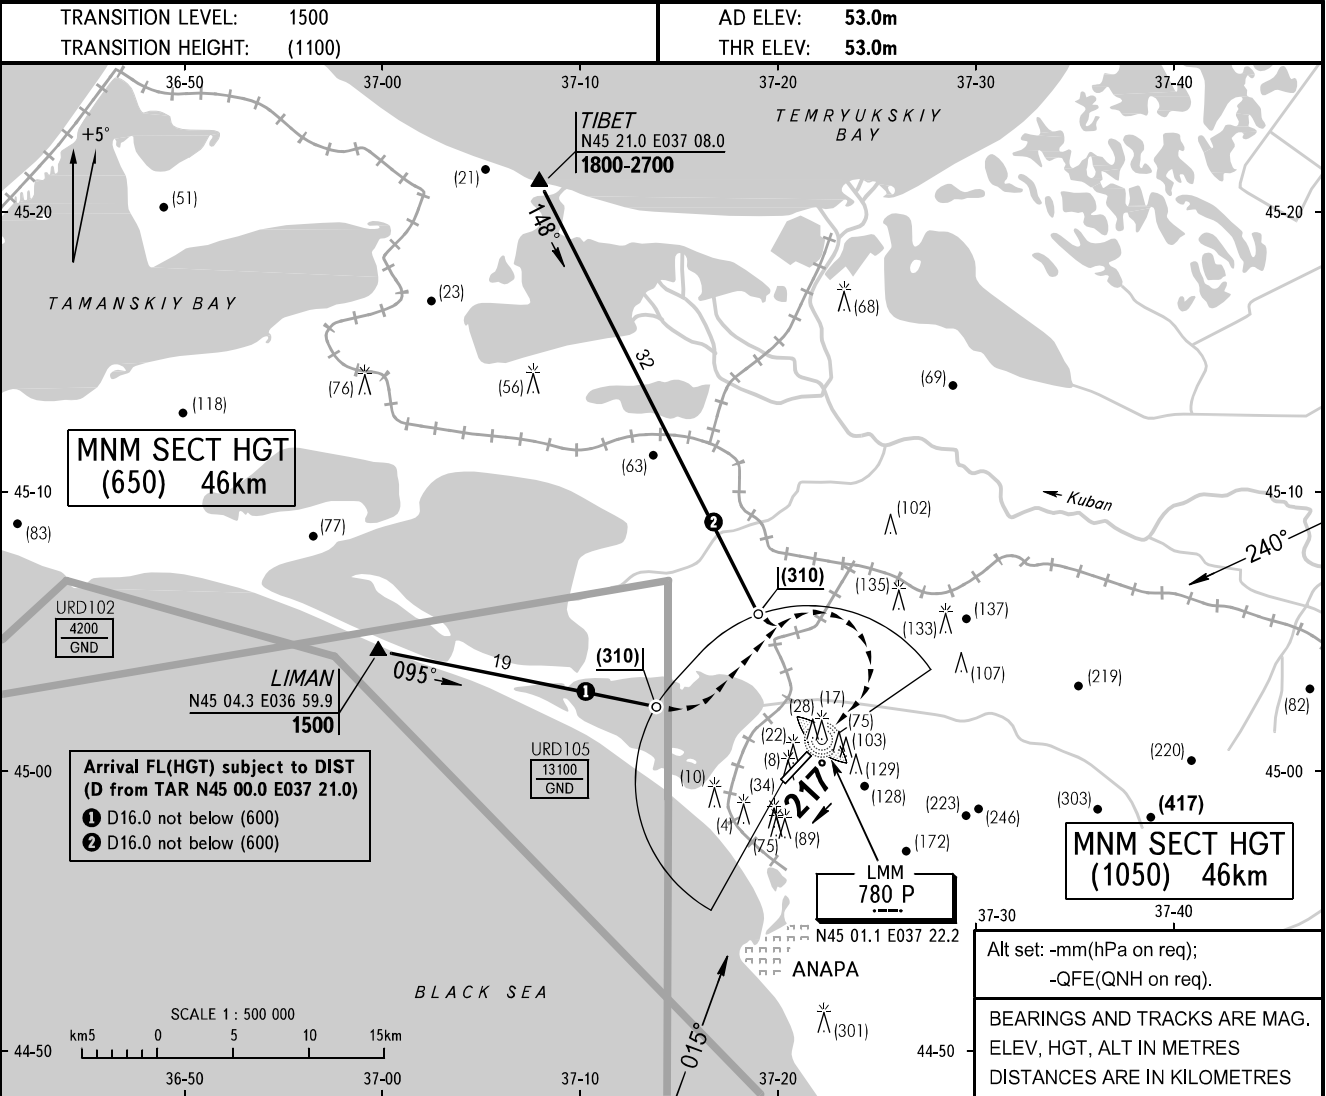 TRANSITION LEVEL: 1500
TRANSITION HEIGHT: (1100)
AD ELEV: 53.0m
THR ELEV: 53.0m
36-50 37-00 37-10 37-20 37-30 37-40
+5°
TIBET
N45 21.0 E037 08.0
1800-2700
TEMRYUKSKIY
BAY
(21)
(51)
45-20
45-20
148°
TAMANSKIY BAY
(23)
(68)
32
(76)
(56)
(69)
(118)
MNM SECT HGT
(650) 46km
(63)
45-10
45-10
(83)
(77)
2
(102)
Kuban
240°
(310)
(135)
(137)
(133)
(107)
URD102
4200
GND
(310)
19
095°
LIMAN
N45 04.3 E036 59.9
1500
1
(219)
(82)
(28)
(17)
(75)
(22)
(103)
(8)
(129)
(220)
URD105
13100
GND
Arrival FL(HGT) subject to DIST
(D from TAR N45 00.0 E037 21.0)
1 D16.0 not below (600)
2 D16.0 not below (600)
45-00
45-00
(10)
(34)
217°
(128)
(4)
(75)
(89)
(223)
(246)
(303)
(417)
(172)
MNM SECT HGT
(1050) 46km
LMM
780 P
N45 01.1 E037 22.2
37-30 37-40
ANAPA
Alt set: -mm(hPa on req);
-QFE(QNH on req).
BLACK SEA
SCALE 1 : 500 000
km5 0 5 10 15km
(301)
015°
BEARINGS AND TRACKS ARE MAG.
ELEV, HGT, ALT IN METRES
DISTANCES ARE IN KILOMETRES
44-50
44-50
36-50 37-00 37-10 37-20